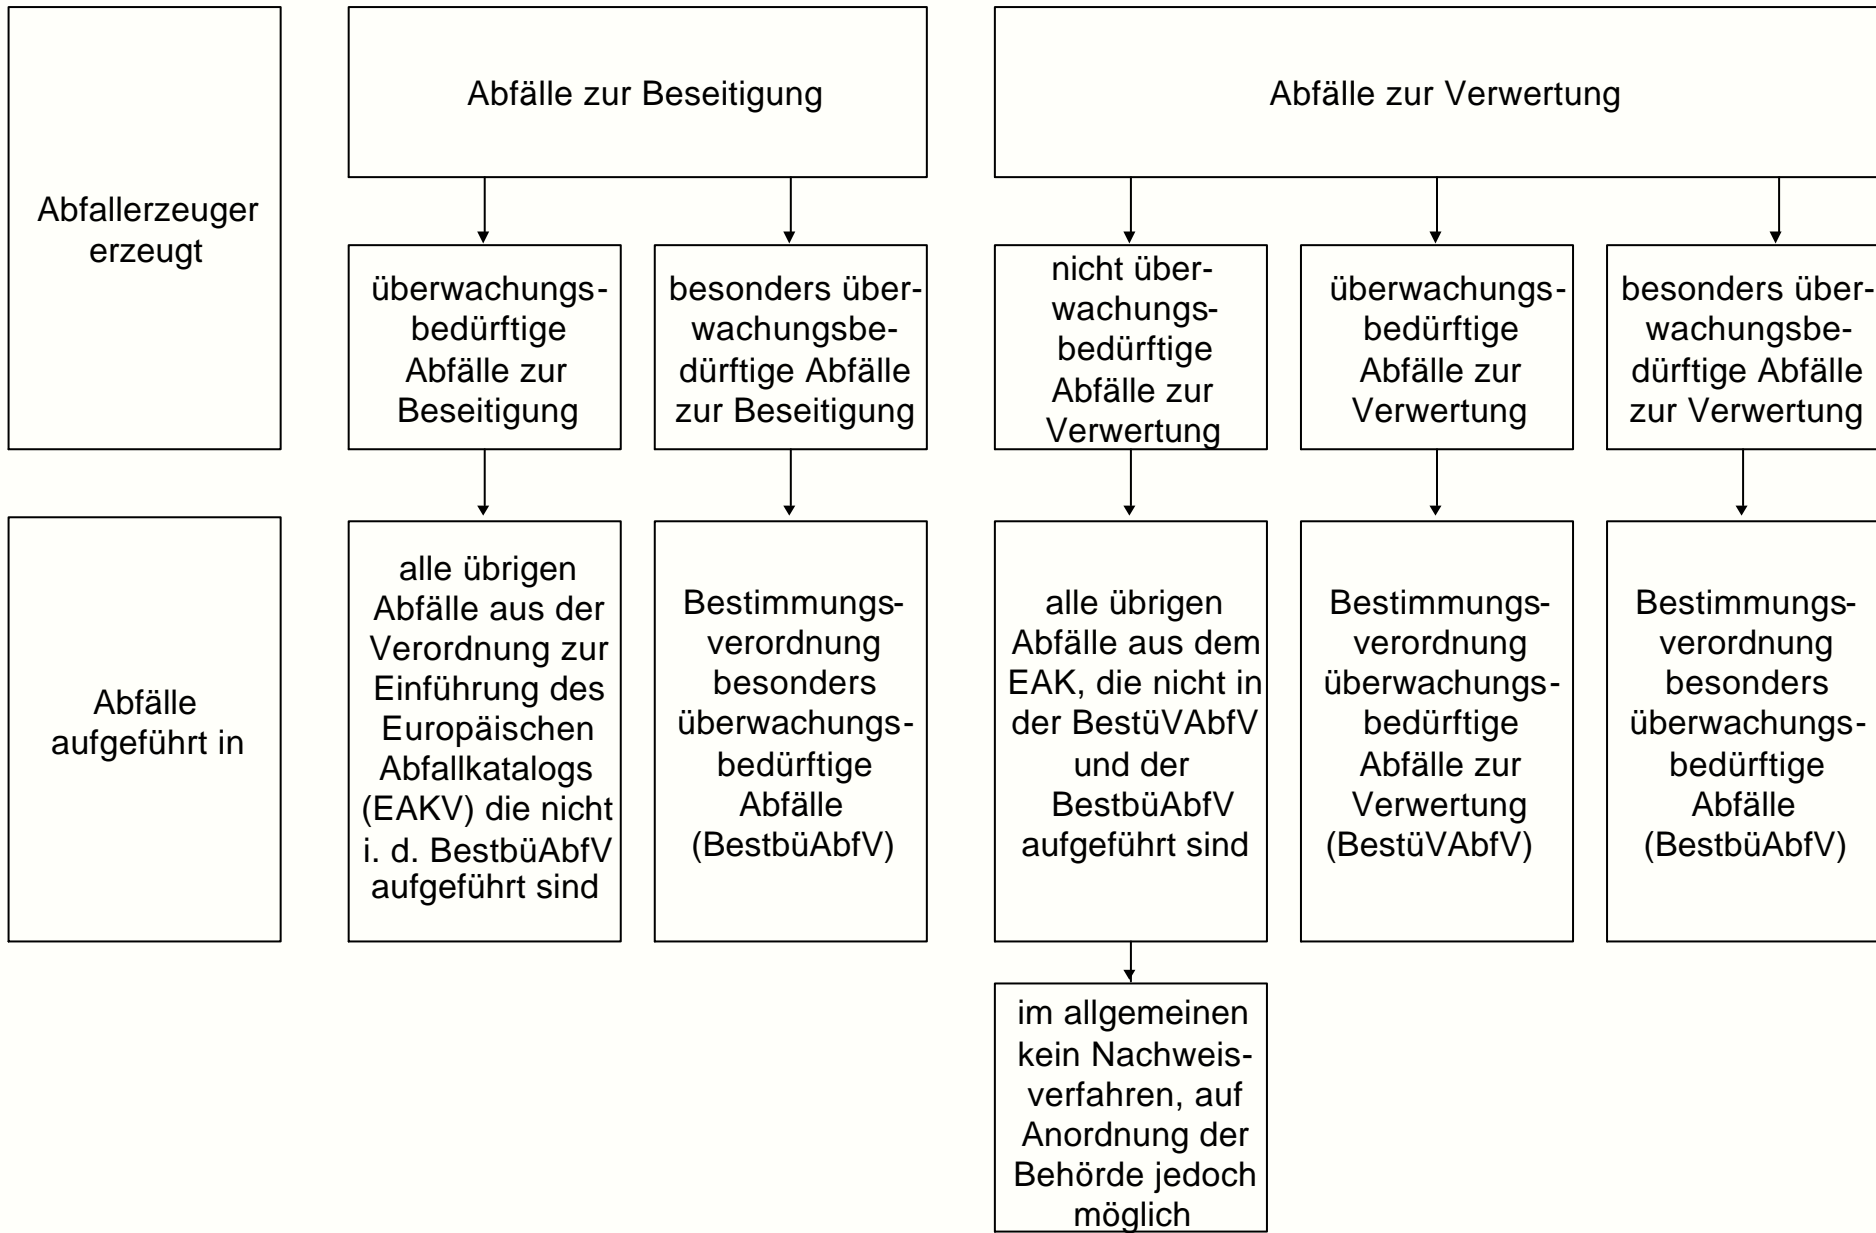 Abfallerzeuger
erzeugt
Abfälle zur Beseitigung
Abfälle zur Verwertung
überwachungs-
bedürftige
Abfälle zur
Beseitigung
besonders über-
wachungsbe-
dürftige Abfälle
zur Beseitigung
nicht über-
wachungs-
bedürftige
Abfälle zur
Verwertung
überwachungs-
bedürftige
Abfälle zur
Verwertung
besonders über-
wachungsbe-
dürftige Abfälle
zur Verwertung
Abfälle
aufgeführt in
alle übrigen
Abfälle aus der
Verordnung zur
Einführung des
Europäischen
Abfallkatalogs
(EAKV) die nicht
i. d. BestbüAbfV
aufgeführt sind
Bestimmungs-
verordnung
besonders
überwachungs-
bedürftige
Abfälle
(BestbüAbfV)
alle übrigen
Abfälle aus dem
EAK, die nicht in
der BestüVAbfV
und der
BestbüAbfV
aufgeführt sind
Bestimmungs-
verordnung
überwachungs-
bedürftige
Abfälle zur
Verwertung
(BestüVAbfV)
Bestimmungs-
verordnung
besonders
überwachungs-
bedürftige
Abfälle
(BestbüAbfV)
im allgemeinen
kein Nachweis-
verfahren, auf
Anordnung der
Behörde jedoch
möglich